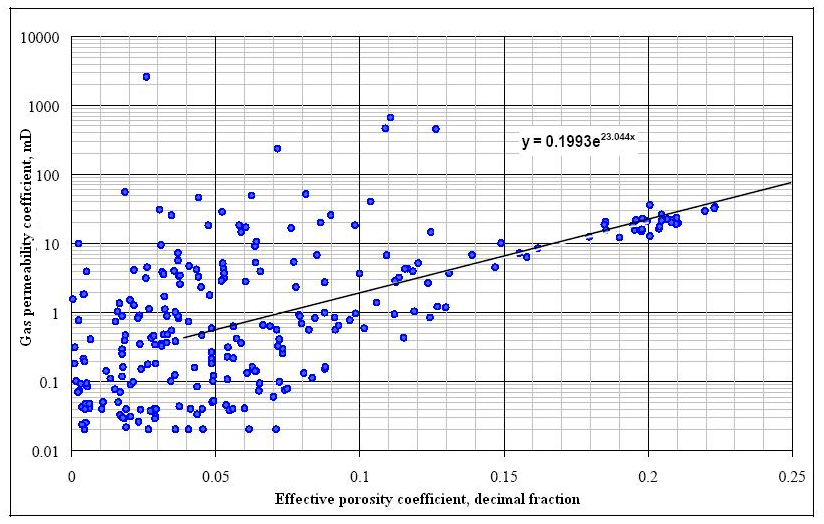 10000
1000
100
10
1
0.1
0.01
Gas permeability coefficient, mD
y = 0.1993e^23.044x
0 0.05 0.1 0.15 0.2 0.25
Effective porosity coefficient, decimal fraction